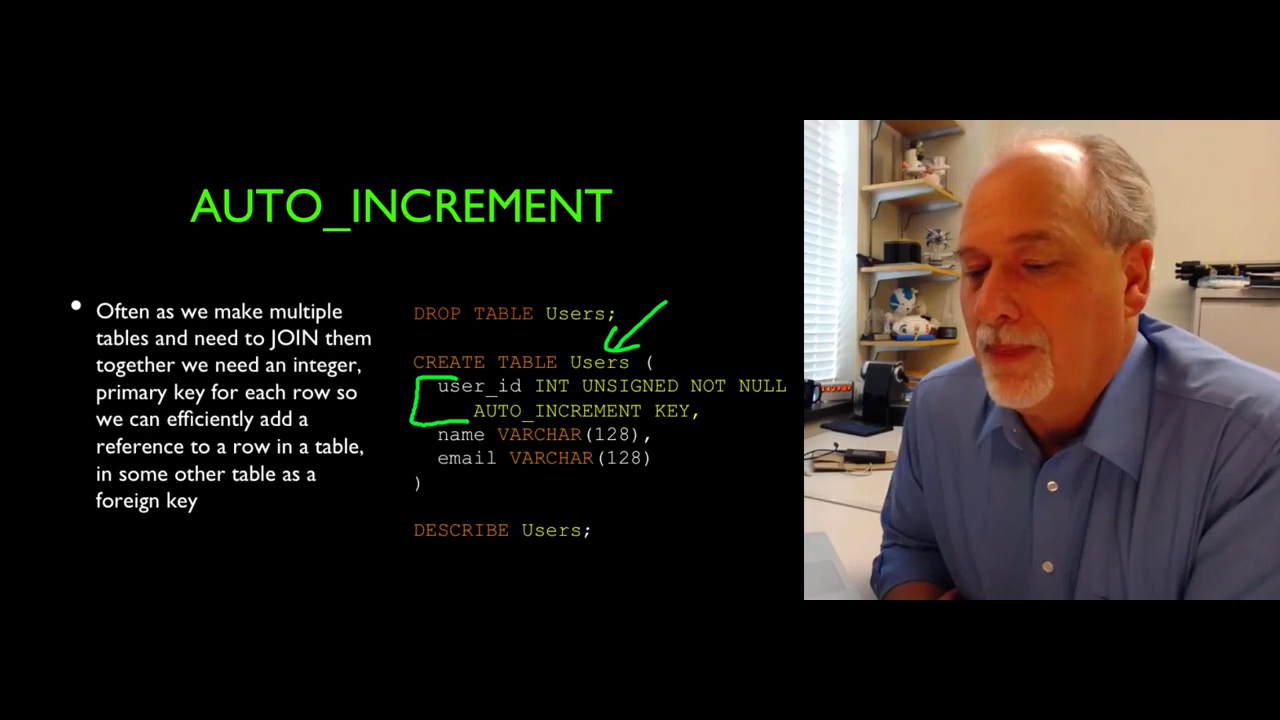 AUTO_INCREMENT
• Often as we make multiple
tables and need to JOIN them
together we need an integer,
primary key for each row so
we can efficiently add a
reference to a row in a table,
in some other table as a
foreign key
DROP TABLE Users;
CREATE TABLE Users (
user_id INT UNSIGNED NOT NULL
AUTO_INCREMENT KEY,
name VARCHAR(128),
email VARCHAR(128)
)
DESCRIBE Users;